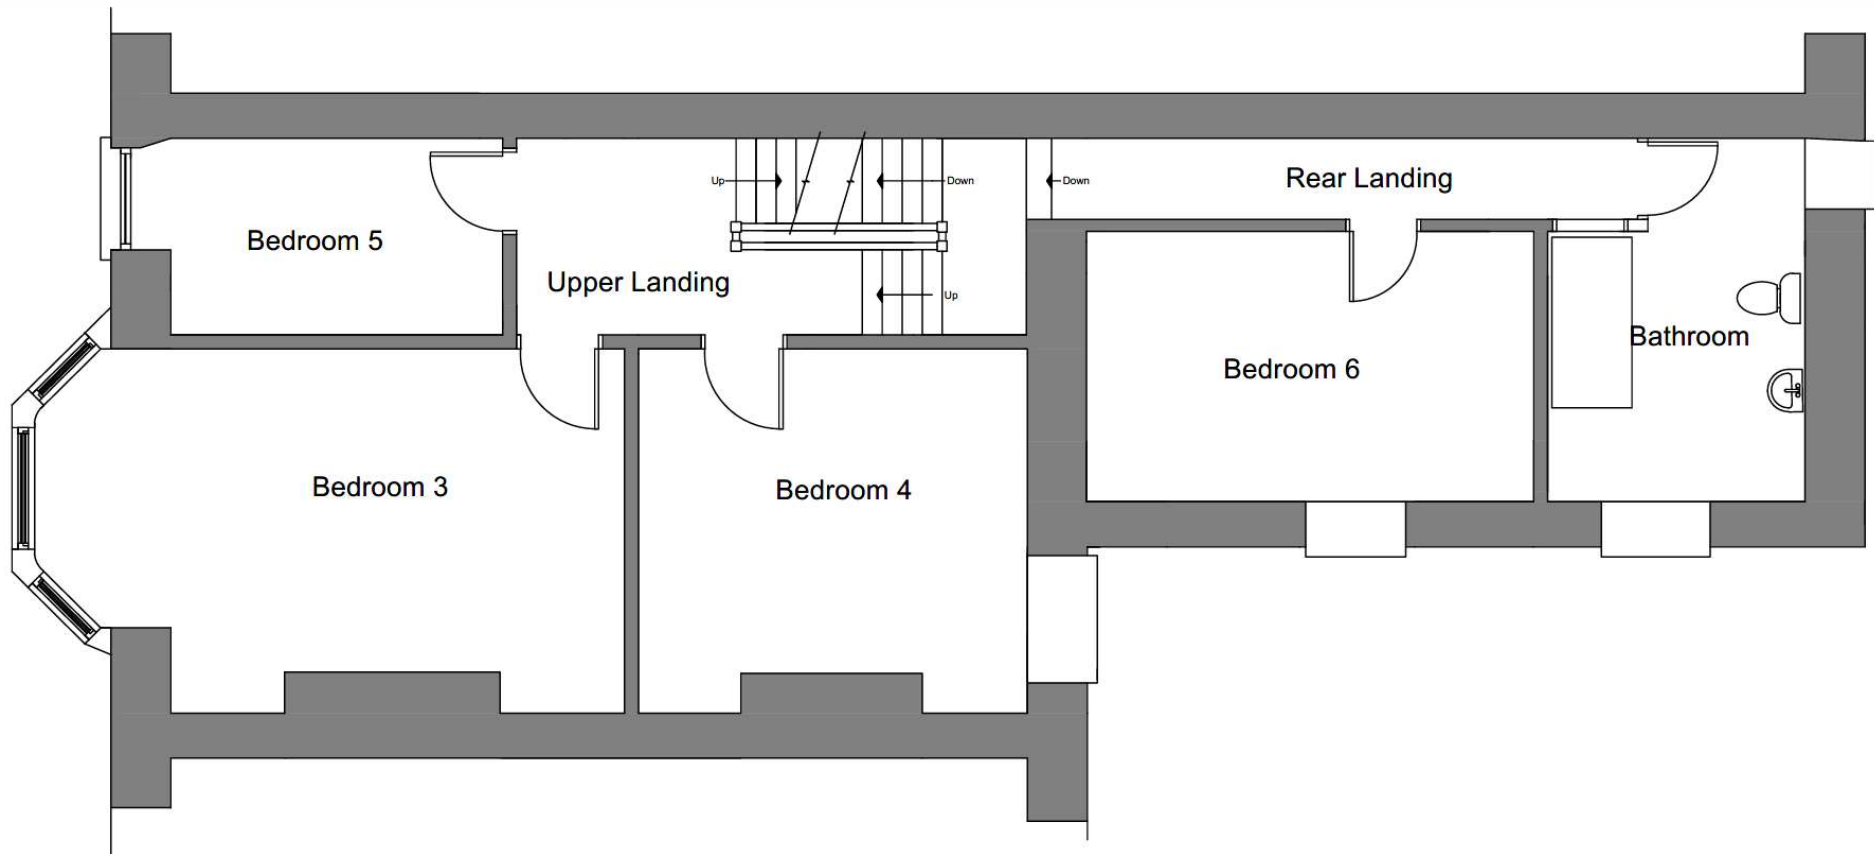 Up
Down
Down
Rear Landing
Bedroom 5
Upper Landing
Up
Bathroom
Bedroom 6
Bedroom 3
Bedroom 4